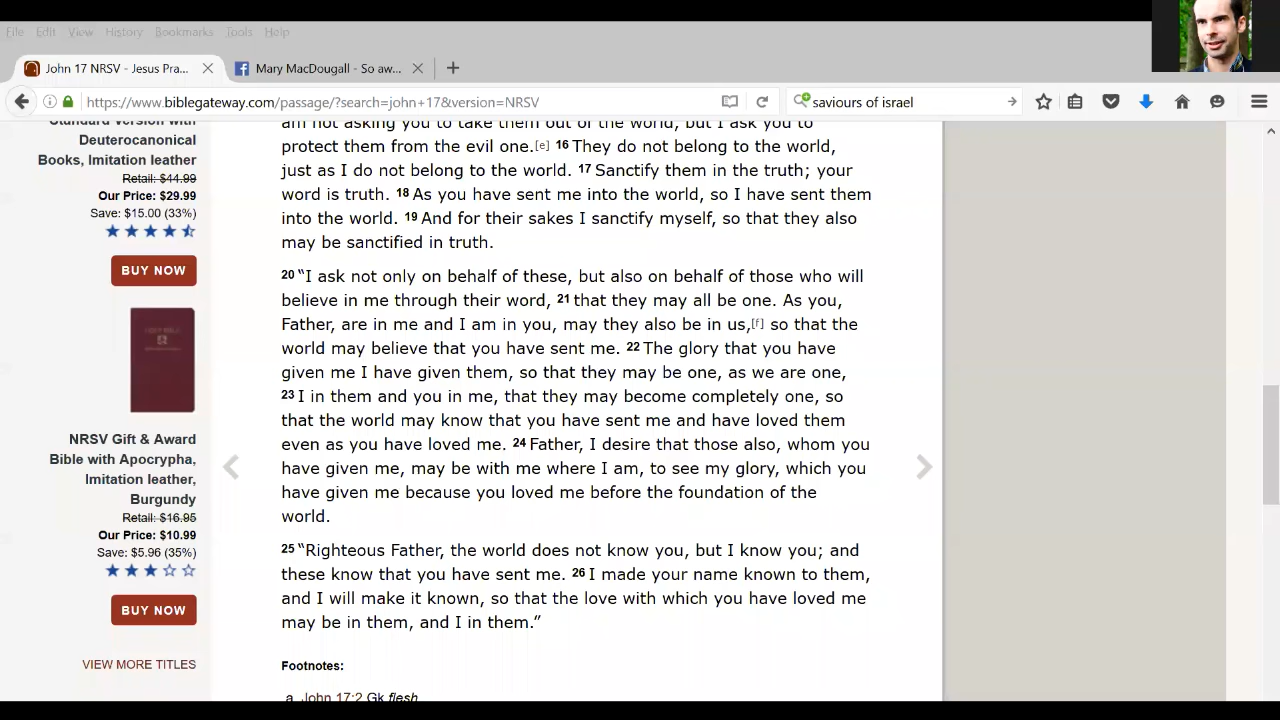 File Edit View History Bookmarks Tools Help
John 17 NRSV - Jesus Pra...
Mary MacDougall - So aw...
https://www.biblegateway.com/passage/?search=john+17&version=NRSV
saviours of israel
Standard Version with
Deuterocanonical
Books, Imitation leather
Retail: $44.99
Our Price: $29.99
Save: $15.00 (33%)
BUY NOW
NRSV Gift & Award
Bible with Apocrypha,
Imitation leather,
Burgundy
Retail: $16.95
Our Price: $10.99
Save: $5.96 (35%)
BUY NOW
VIEW MORE TITLES
am not asking you to take them out of the world, but I ask you to
protect them from the evil one.[e] 16 They do not belong to the world,
just as I do not belong to the world. 17 Sanctify them in the truth; your
word is truth. 18 As you have sent me into the world, so I have sent them
into the world. 19 And for their sakes I sanctify myself, so that they also
may be sanctified in truth.
20 “I ask not only on behalf of these, but also on behalf of those who will
believe in me through their word, 21 that they may all be one. As you,
Father, are in me and I am in you, may they also be in us,[f] so that the
world may believe that you have sent me. 22 The glory that you have
given me I have given them, so that they may be one, as we are one,
23 I in them and you in me, that they may become completely one, so
that the world may know that you have sent me and have loved them
even as you have loved me. 24 Father, I desire that those also, whom you
have given me, may be with me where I am, to see my glory, which you
have given me because you loved me before the foundation of the
world.
25 “Righteous Father, the world does not know you, but I know you; and
these know that you have sent me. 26 I made your name known to them,
and I will make it known, so that the love with which you have loved me
may be in them, and I in them.”
Footnotes:
a. John 17:2 Gk flesh